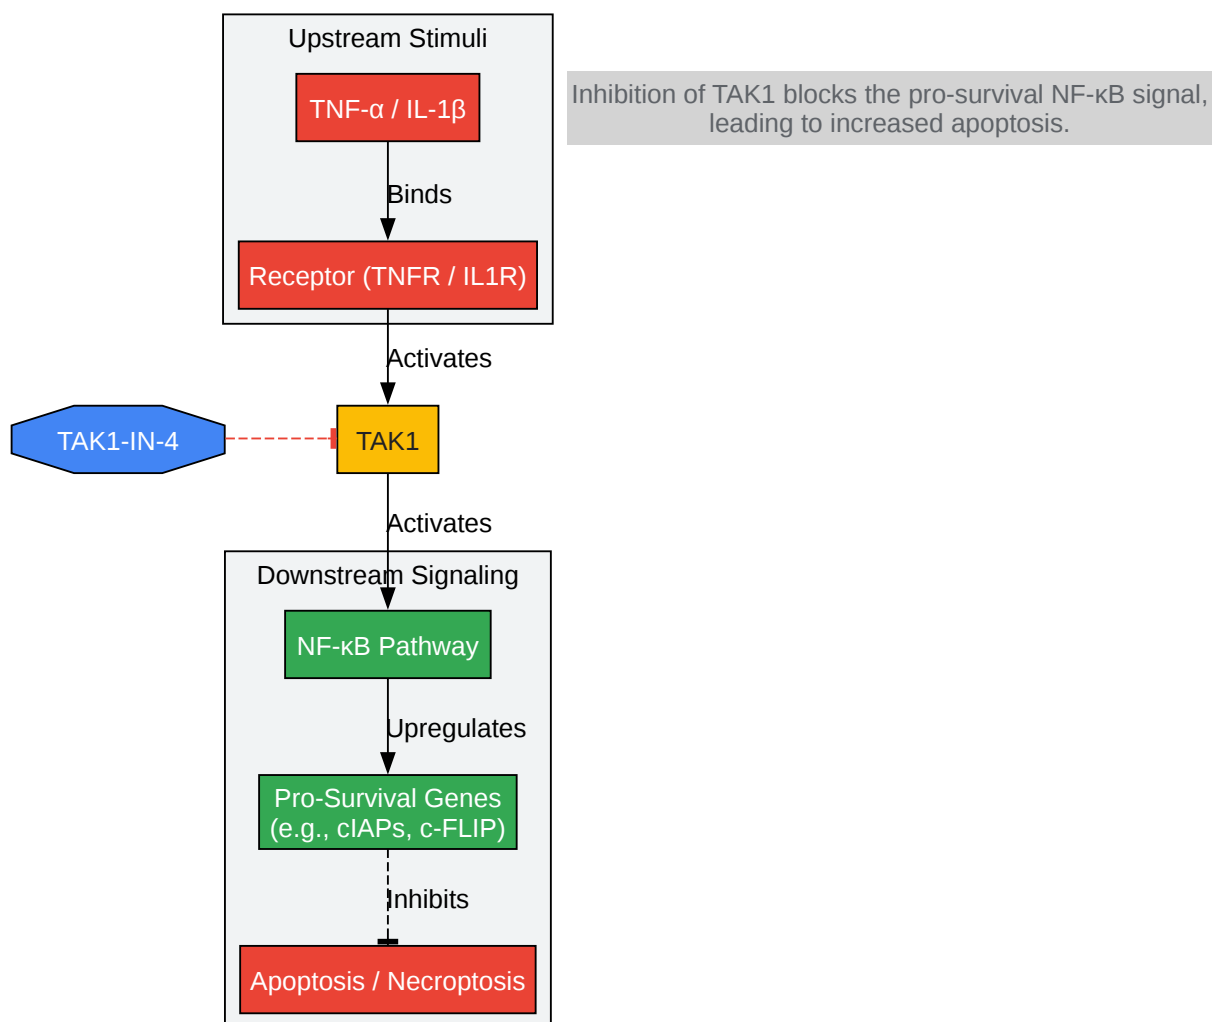 Upstream Stimuli
TNF-α / IL-1β
Inhibition of TAK1 blocks the pro-survival NF-κB signal,
leading to increased apoptosis.
Binds
Receptor (TNFR / IL1R)
Activates
TAK1-IN-4
TAK1
Activates
Downstream Signaling
NF-κB Pathway
Upregulates
Pro-Survival Genes
(e.g., cIAPs, c-FLIP)
Inhibits
Apoptosis / Necroptosis